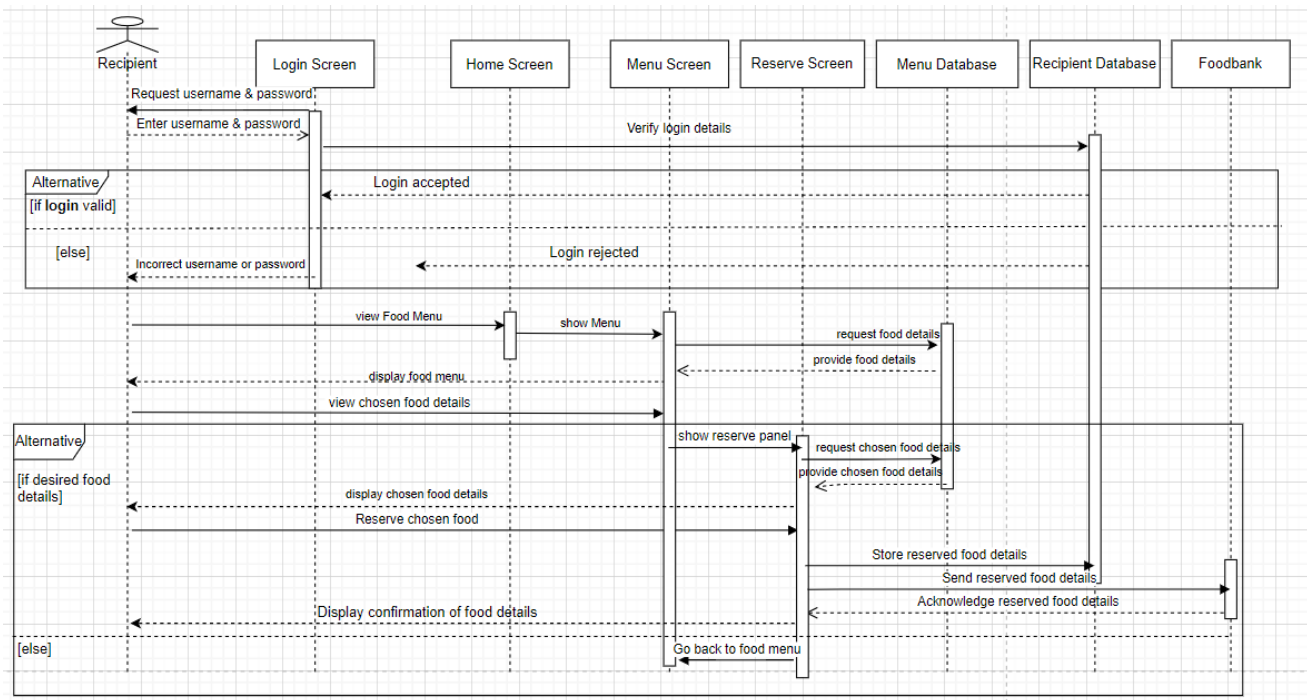 Recipient
Login Screen
Home Screen
Menu Screen
Reserve Screen
Menu Database
Recipient Database
Foodbank
Request username & password
Enter username & password
Verify login details
Alternative
Login accepted
[if login valid]
[else]
Login rejected
Incorrect username or password
view Food Menu
show Menu
request food details
provide food details
display food menu
view chosen food details
Alternative
show reserve panel
request chosen food details
[if desired food
details]
provide chosen food details
display chosen food details
Reserve chosen food
Store reserved food details
Send reserved food details
Acknowledge reserved food details
Display confirmation of food details
[else]
Go back to food menu